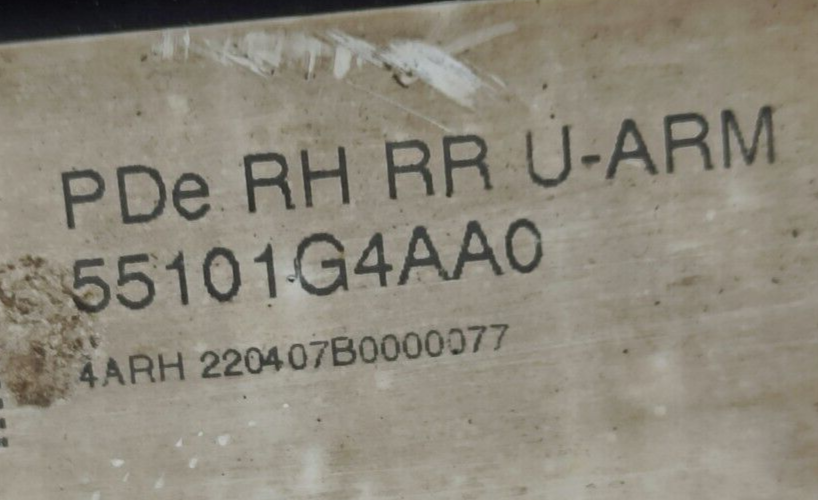 PDe RH RR U-ARM
55101G4AA0
4ARH 220407B0000077